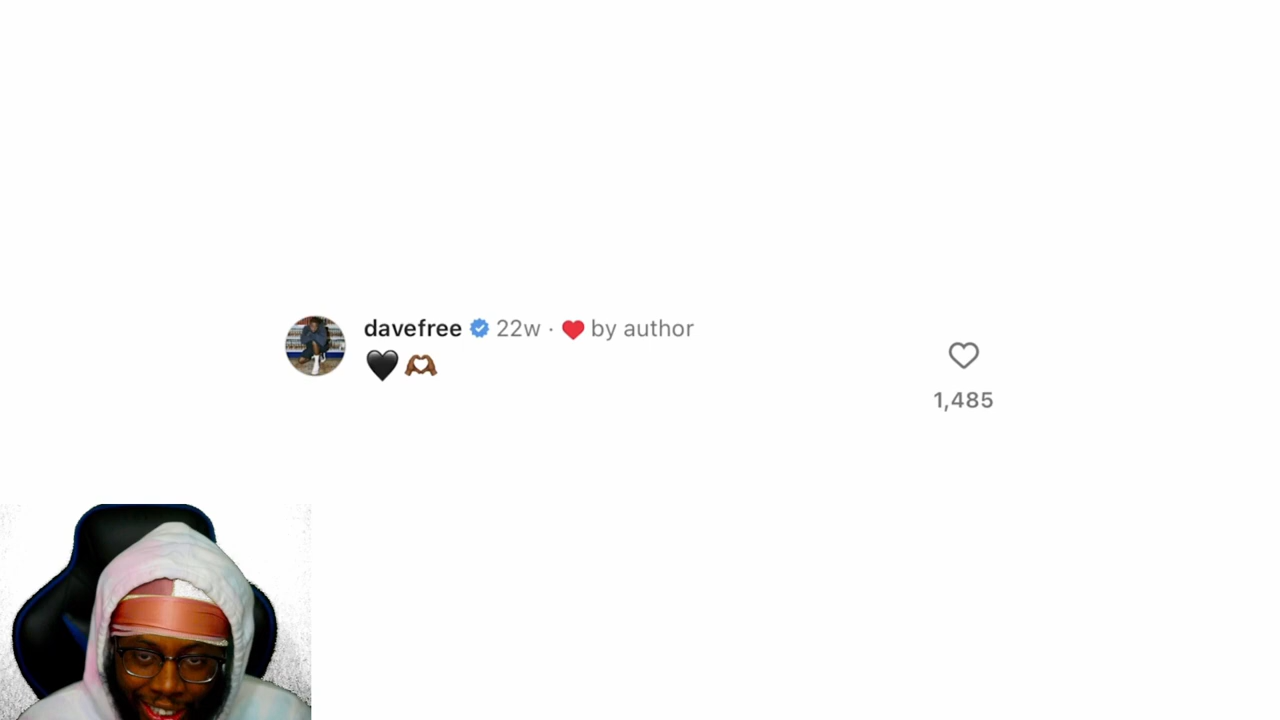 davefree 22w · ❤️ by author
🖤 🫶🏾
1,485